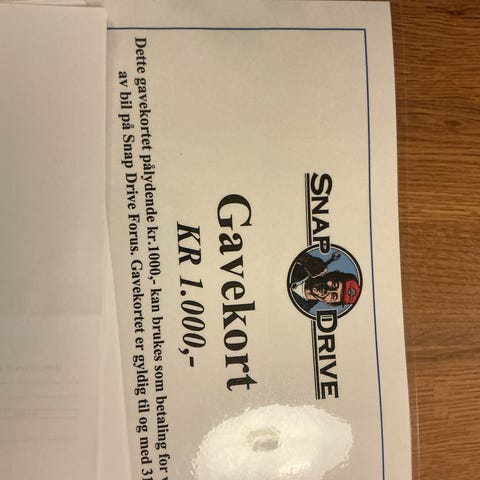 SNAP DRIVE
Gavekort
KR 1.000,-
Dette gavekortet pålydende kr.1000,- kan brukes som betaling for
av bil på Snap Drive Forus. Gavekortet er gyldig til og med 31